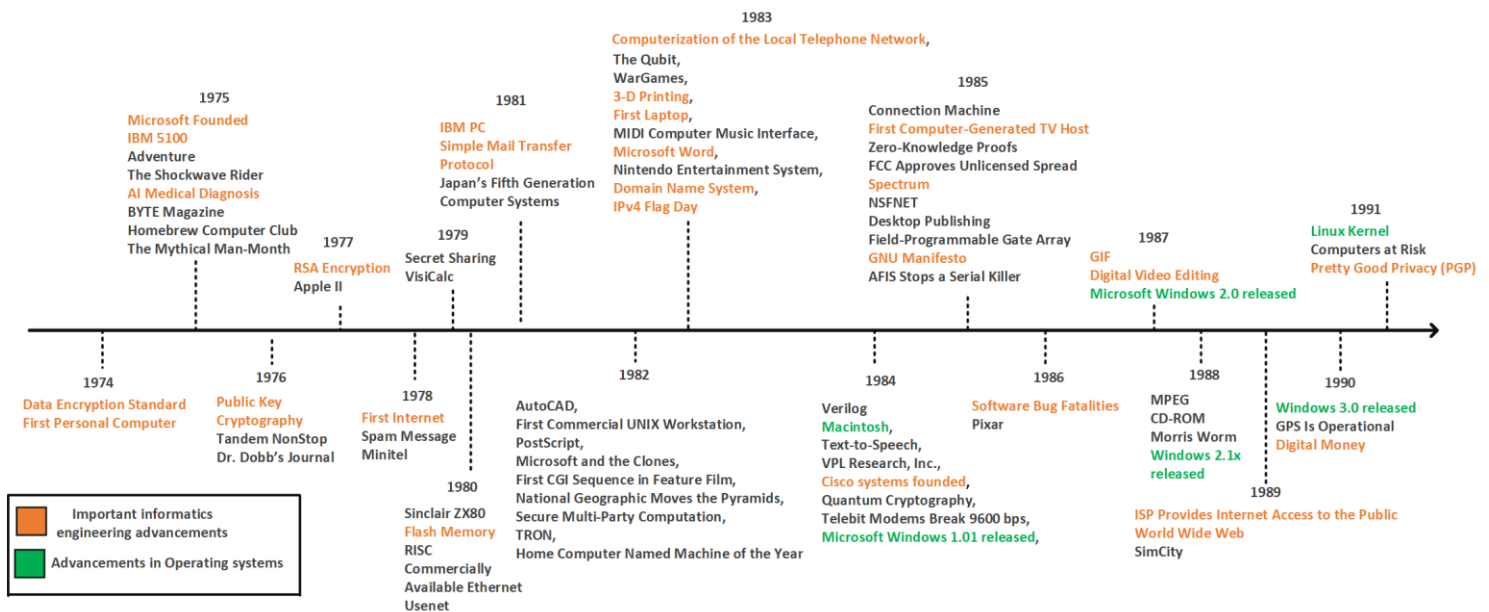 1975
Microsoft Founded
IBM 5100
Adventure
The Shockwave Rider
AI Medical Diagnosis
BYTE Magazine
Homebrew Computer Club
The Mythical Man-Month
1977
RSA Encryption
Apple II
1979
Secret Sharing
VisiCalc
1981
IBM PC
Simple Mail Transfer
Protocol
Japan's Fifth Generation
Computer Systems
1983
Computerization of the Local Telephone Network,
The Qubit,
WarGames,
3-D Printing,
First Laptop,
MIDI Computer Music Interface,
Microsoft Word,
Nintendo Entertainment System,
Domain Name System,
IPv4 Flag Day
1985
Connection Machine
First Computer-Generated TV Host
Zero-Knowledge Proofs
FCC Approves Unlicensed Spread
Spectrum
NSFNET
Desktop Publishing
Field-Programmable Gate Array
GNU Manifesto
AFIS Stops a Serial Killer
1987
GIF
Digital Video Editing
Microsoft Windows 2.0 released
1991
Linux Kernel
Computers at Risk
Pretty Good Privacy (PGP)
1974
Data Encryption Standard
First Personal Computer
1976
Public Key
Cryptography
Tandem NonStop
Dr. Dobb's Journal
1978
First Internet
Spam Message
Minitel
1980
Sinclair ZX80
Flash Memory
RISC
Commercially
Available Ethernet
Usenet
1982
AutoCAD,
First Commercial UNIX Workstation,
PostScript,
Microsoft and the Clones,
First CGI Sequence in Feature Film,
National Geographic Moves the Pyramids,
Secure Multi-Party Computation,
TRON,
Home Computer Named Machine of the Year
1984
Verilog
Macintosh,
Text-to-Speech,
VPL Research, Inc.,
Cisco systems founded,
Quantum Cryptography,
Telebit Modems Break 9600 bps,
Microsoft Windows 1.01 released,
1986
Software Bug Fatalities
Pixar
1988
MPEG
CD-ROM
Morris Worm
Windows 2.1x
released
1989
ISP Provides Internet Access to the Public
World Wide Web
SimCity
1990
Windows 3.0 released
GPS Is Operational
Digital Money
Important informatics
engineering advancements
Advancements in Operating systems